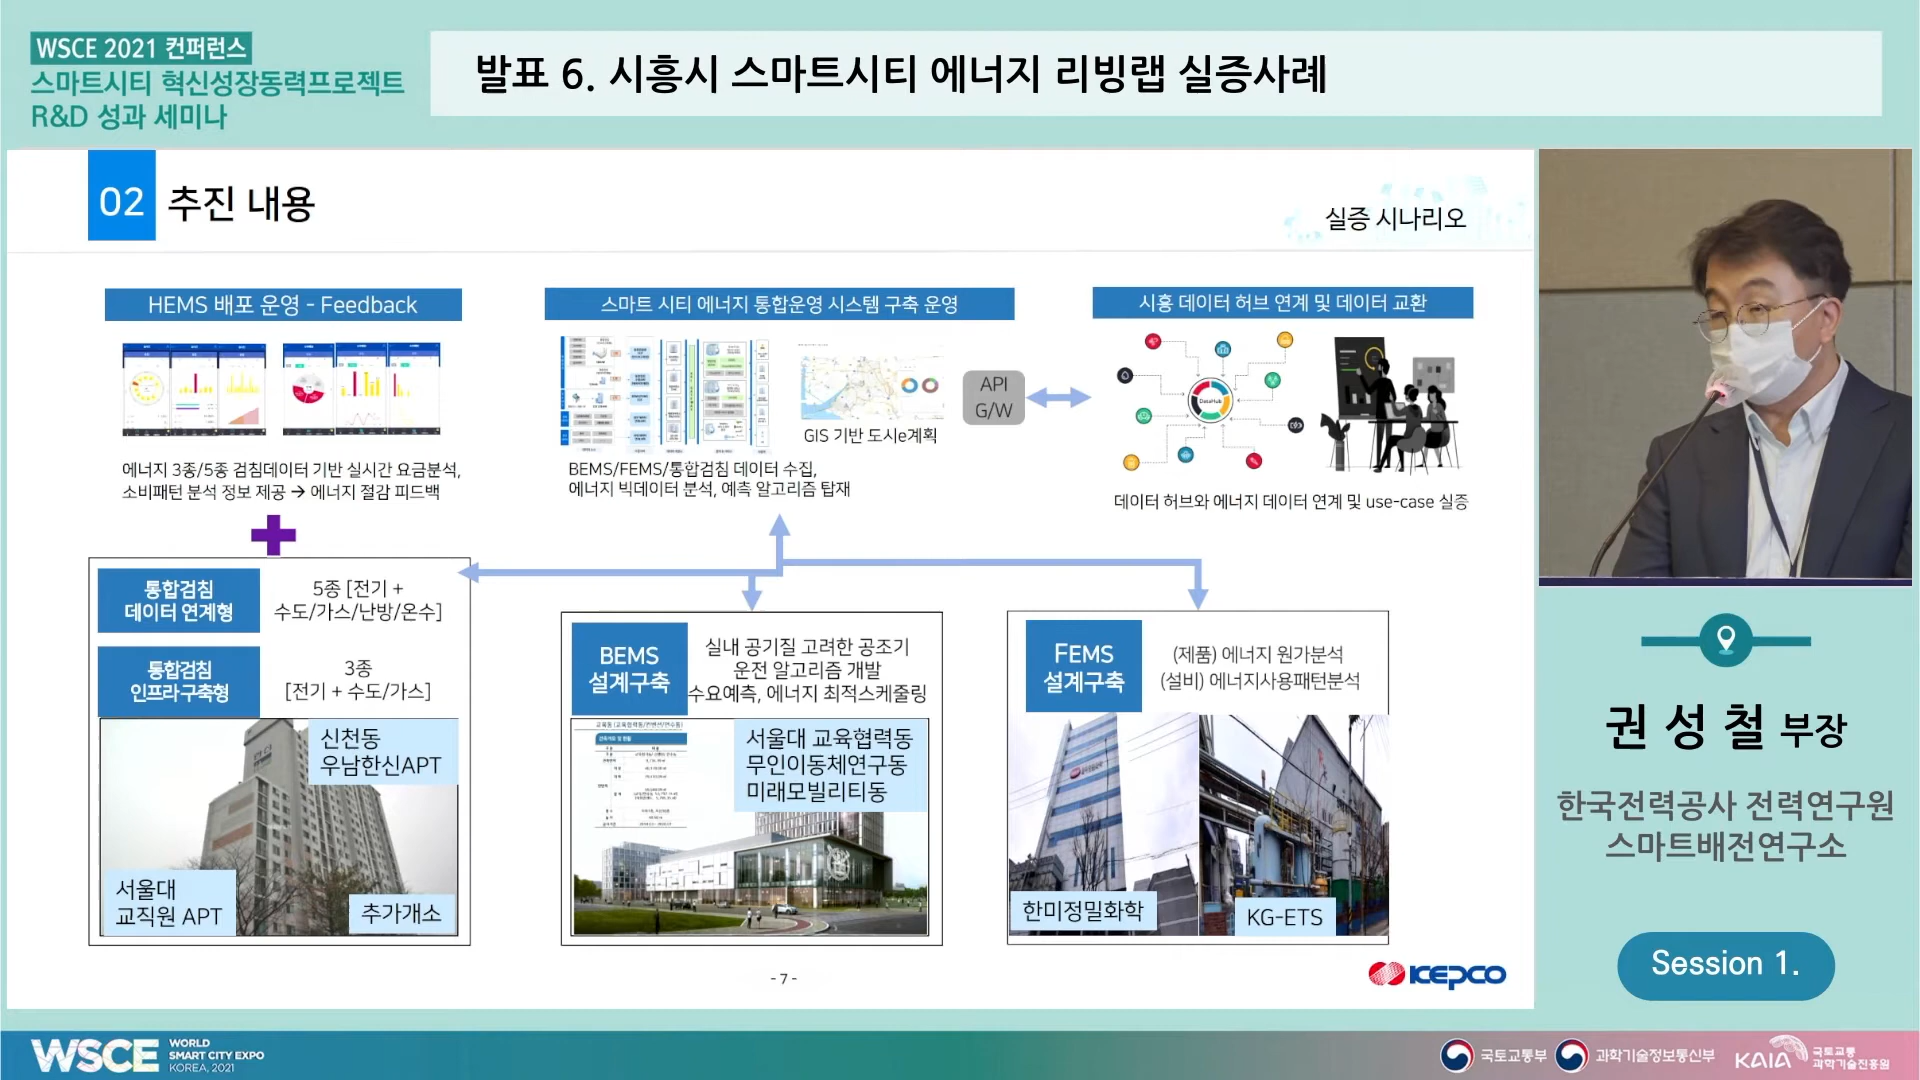 WSCE 2021 컨퍼런스
스마트시티 혁신성장동력프로젝트
R&D 성과 세미나
발표 6. 시흥시 스마트시티 에너지 리빙랩 실증사례
02 추진 내용
실증 시나리오
HEMS 배포 운영 - Feedback
에너지 3종/5종 검침데이터 기반 실시간 요금분석,
소비패턴 분석 정보 제공 → 에너지 절감 피드백
스마트 시티 에너지 통합운영 시스템 구축 운영
GIS 기반 도시e계획
BEMS/FEMS/통합검침 데이터 수집,
에너지 빅데이터 분석, 예측 알고리즘 탑재
API
G/W
시흥 데이터 허브 연계 및 데이터 교환
DataHub
데이터 허브와 에너지 데이터 연계 및 use-case 실증
통합검침
데이터 연계형
5종 [전기 +
수도/가스/난방/온수]
통합검침
인프라구축형
3종
[전기 + 수도/가스]
신천동
우남한신APT
서울대
교직원 APT
추가개소
BEMS
설계구축
실내 공기질 고려한 공조기
운전 알고리즘 개발
수요예측, 에너지 최적스케줄링
서울대 교육협력동
무인이동체연구동
미래모빌리티동
FEMS
설계구축
(제품) 에너지 원가분석
(설비) 에너지사용패턴분석
한미정밀화학
KG-ETS
- 7 -
KEPCO
권 성 철 부장
한국전력공사 전력연구원
스마트배전연구소
Session 1.
WSCE
WORLD
SMART CITY EXPO
KOREA, 2021
국토교통부
과학기술정보통신부
KAIA
국토교통
과학기술진흥원